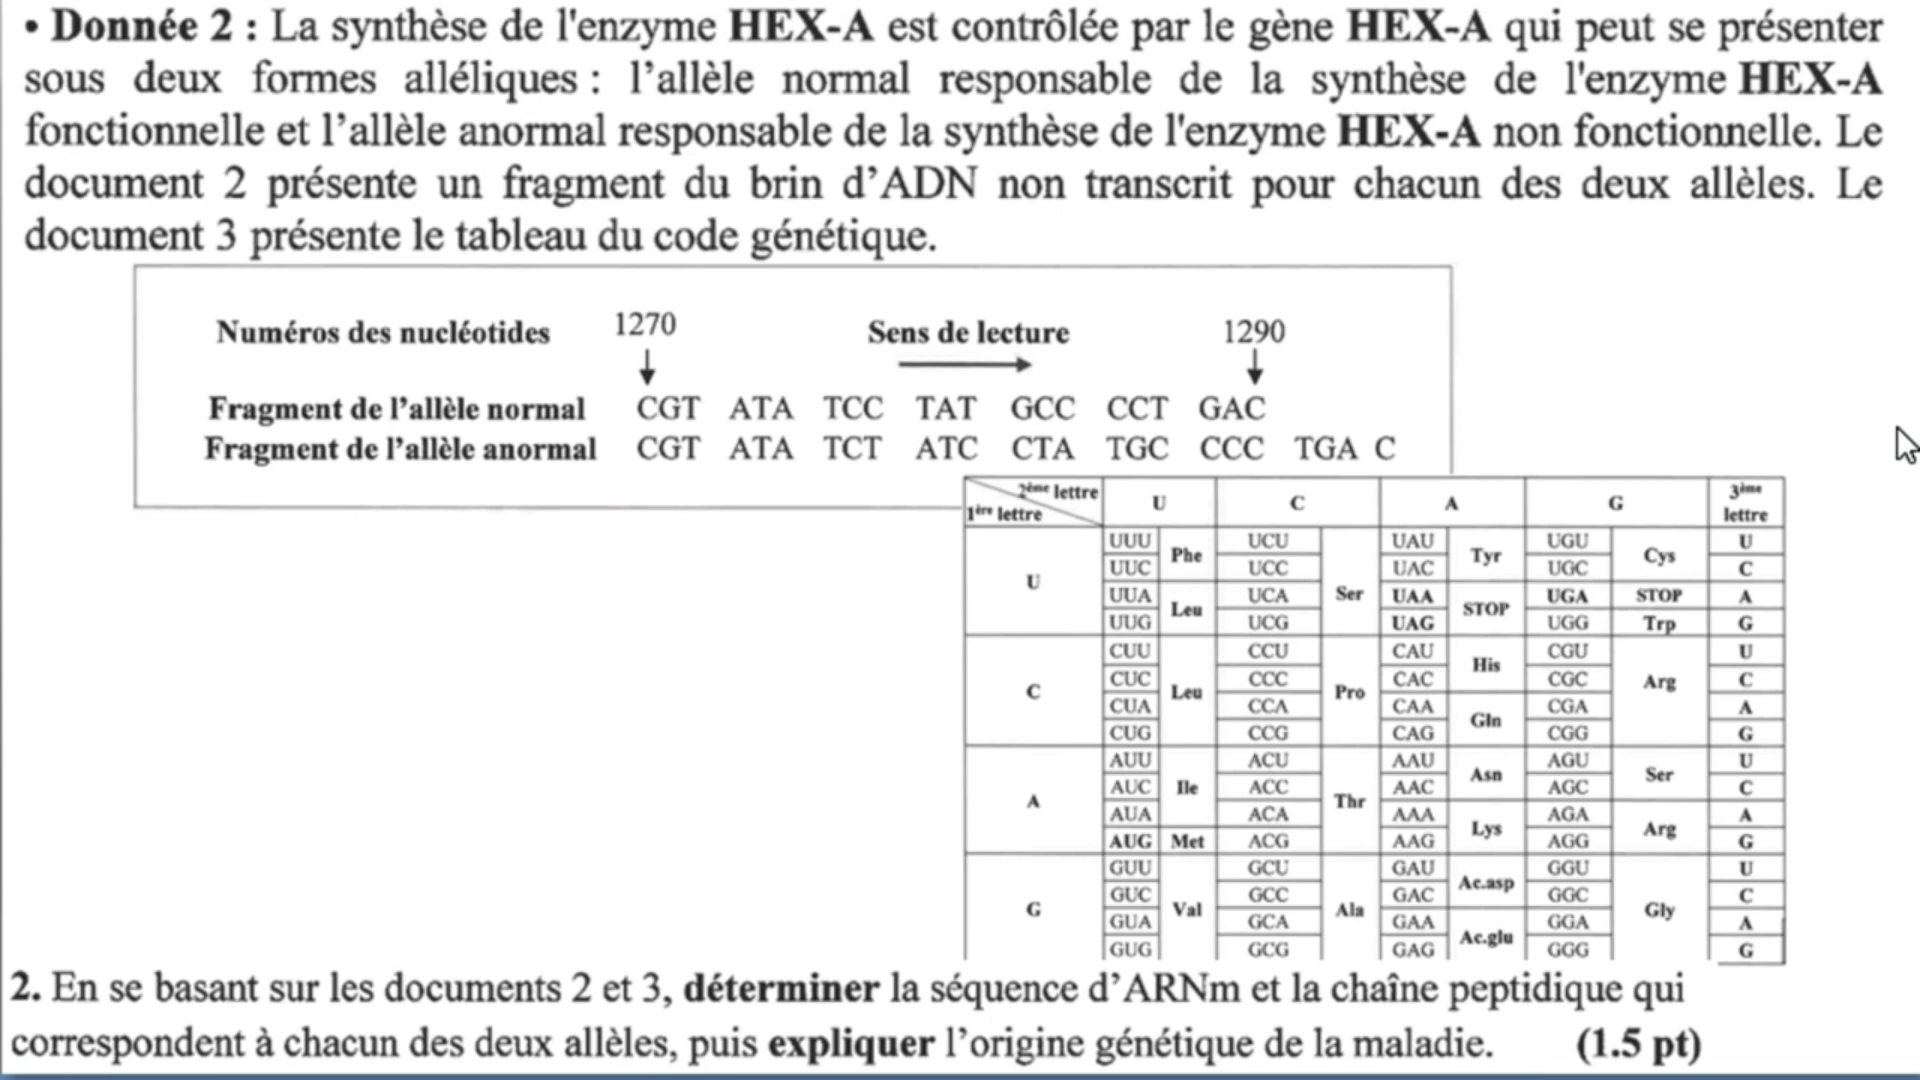 • Donnée 2 : La synthèse de l'enzyme HEX-A est contrôlée par le gène HEX-A qui peut se présenter
sous deux formes alléliques : l'allèle normal responsable de la synthèse de l'enzyme HEX-A
fonctionnelle et l'allèle anormal responsable de la synthèse de l'enzyme HEX-A non fonctionnelle. Le
document 2 présente un fragment du brin d'ADN non transcrit pour chacun des deux allèles. Le
document 3 présente le tableau du code génétique.
Numéros des nucléotides 1270 Sens de lecture 1290
Fragment de l'allèle normal CGT ATA TCC TAT GCC CCT GAC
Fragment de l'allèle anormal CGT ATA TCT ATC CTA TGC CCC TGA C
2ème lettre U C A G 3ème
1ère lettre lettre
UUU Phe UCU UAU Tyr UGU Cys U
UUC UCC UAC UGC C
U
UUA Leu UCA Ser UAA STOP UGA STOP A
UUG UCG UAG UGG Trp G
CUU CCU CAU His CGU U
CUC CCC CAC CGC C
C Leu Pro Arg
CUA CCA CAA Gln CGA A
CUG CCG CAG CGG G
AUU ACU AAU Asn AGU Ser U
AUC Ile ACC AAC AGC C
A Thr
AUA ACA AAA Lys AGA Arg A
AUG Met ACG AAG AGG G
GUU GCU GAU Ac.asp GGU U
GUC GCC GAC GGC C
G Val Ala Gly
GUA GCA GAA Ac.glu GGA A
GUG GCG GAG GGG G
2. En se basant sur les documents 2 et 3, déterminer la séquence d'ARNm et la chaîne peptidique qui
correspondent à chacun des deux allèles, puis expliquer l'origine génétique de la maladie. (1.5 pt)